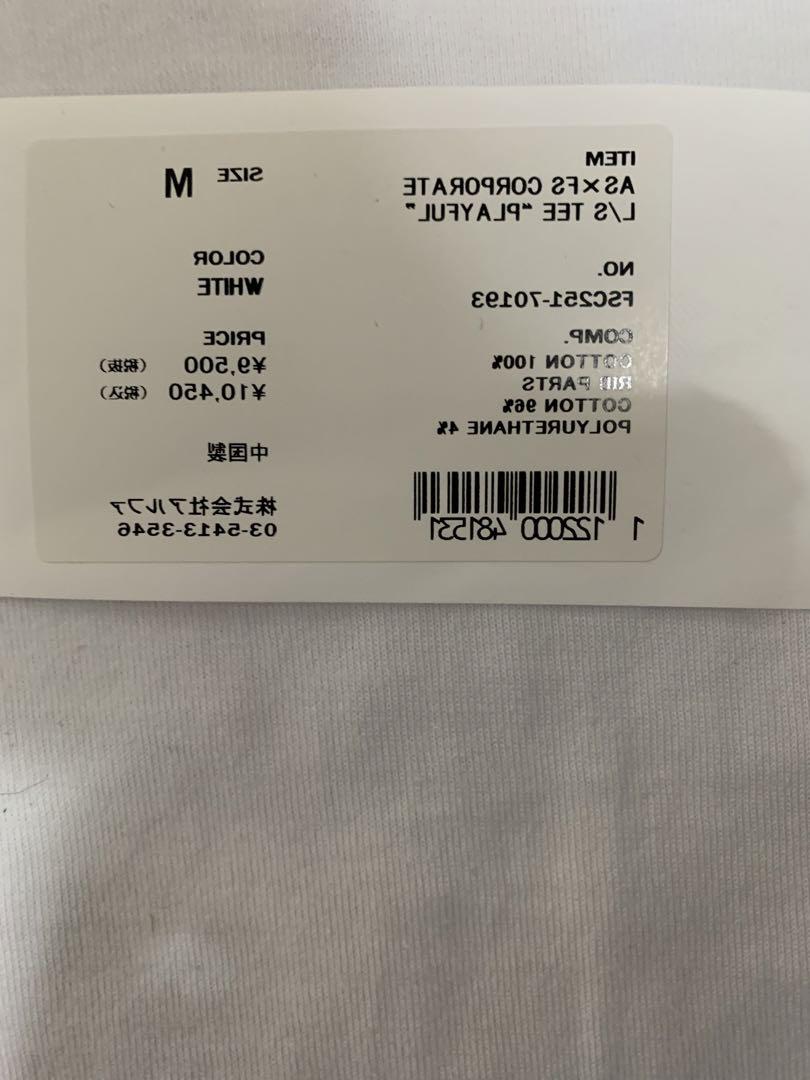 ITEM
AS×FS CORPORATE
L/S TEE “PLAYFUL”
SIZE M
NO.
FSC251-70193
COLOR
WHITE
COMP.
COTTON 100%
RIB PARTS
COTTON 96%
POLYURETHANE 4%
PRICE
¥9,500 (税抜)
¥10,450 (税込)
中国製
株式会社アルファ
03-5413-3546
1 122000 481531